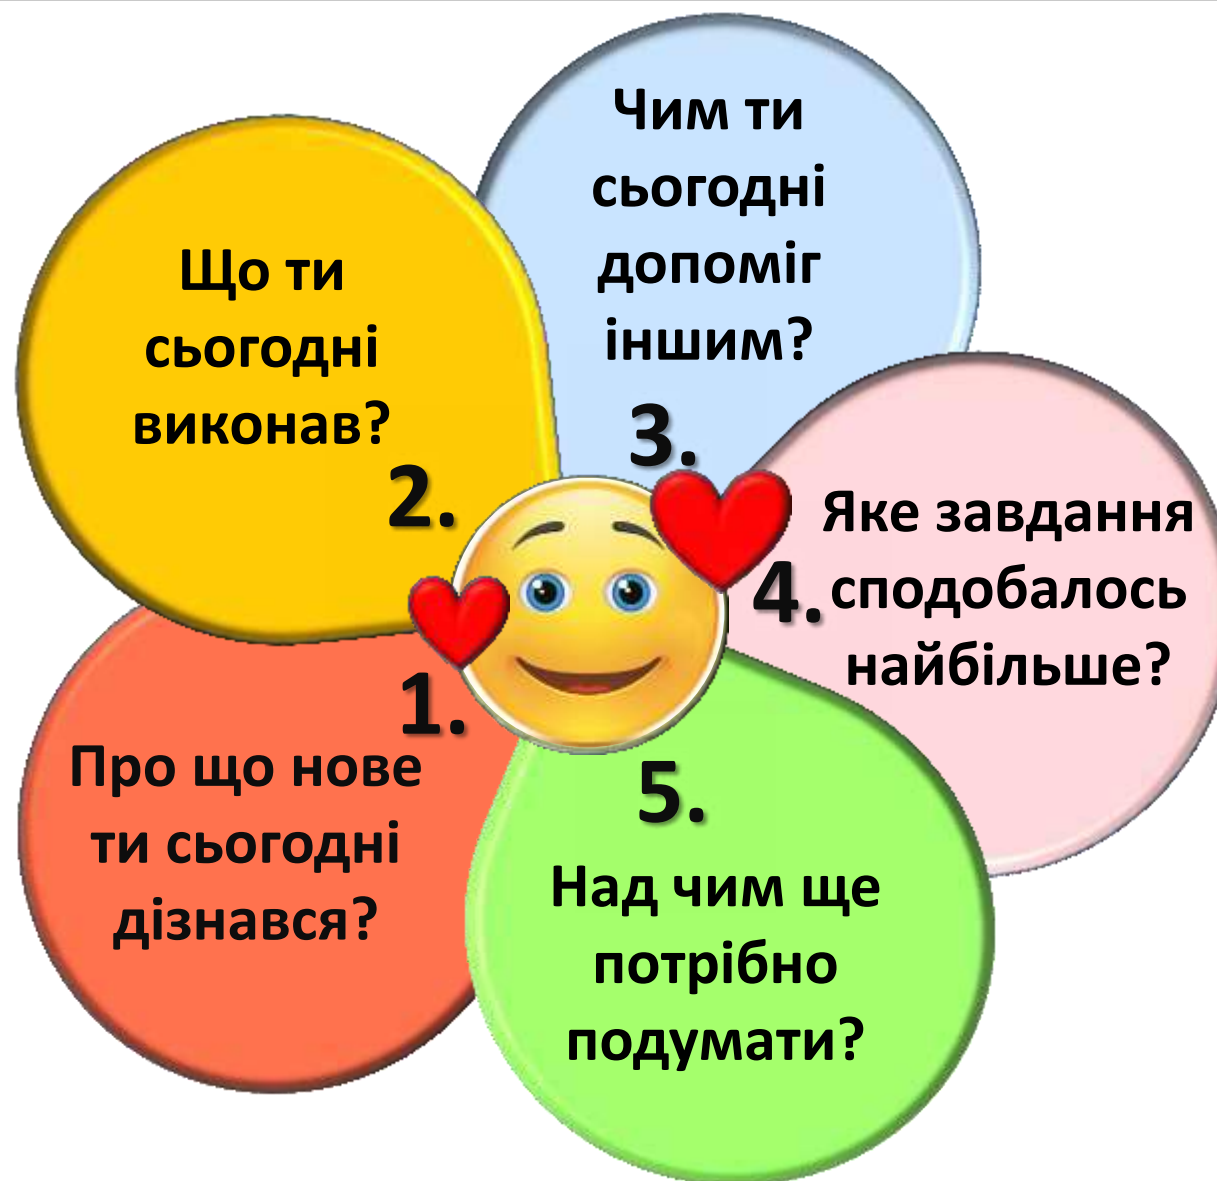 1.
Про що нове
ти сьогодні
дізнався?
Що ти
сьогодні
виконав?
2.
Чим ти
сьогодні
допоміг
іншим?
3.
4.
Яке завдання
сподобалось
найбільше?
5.
Над чим ще
потрібно
подумати?